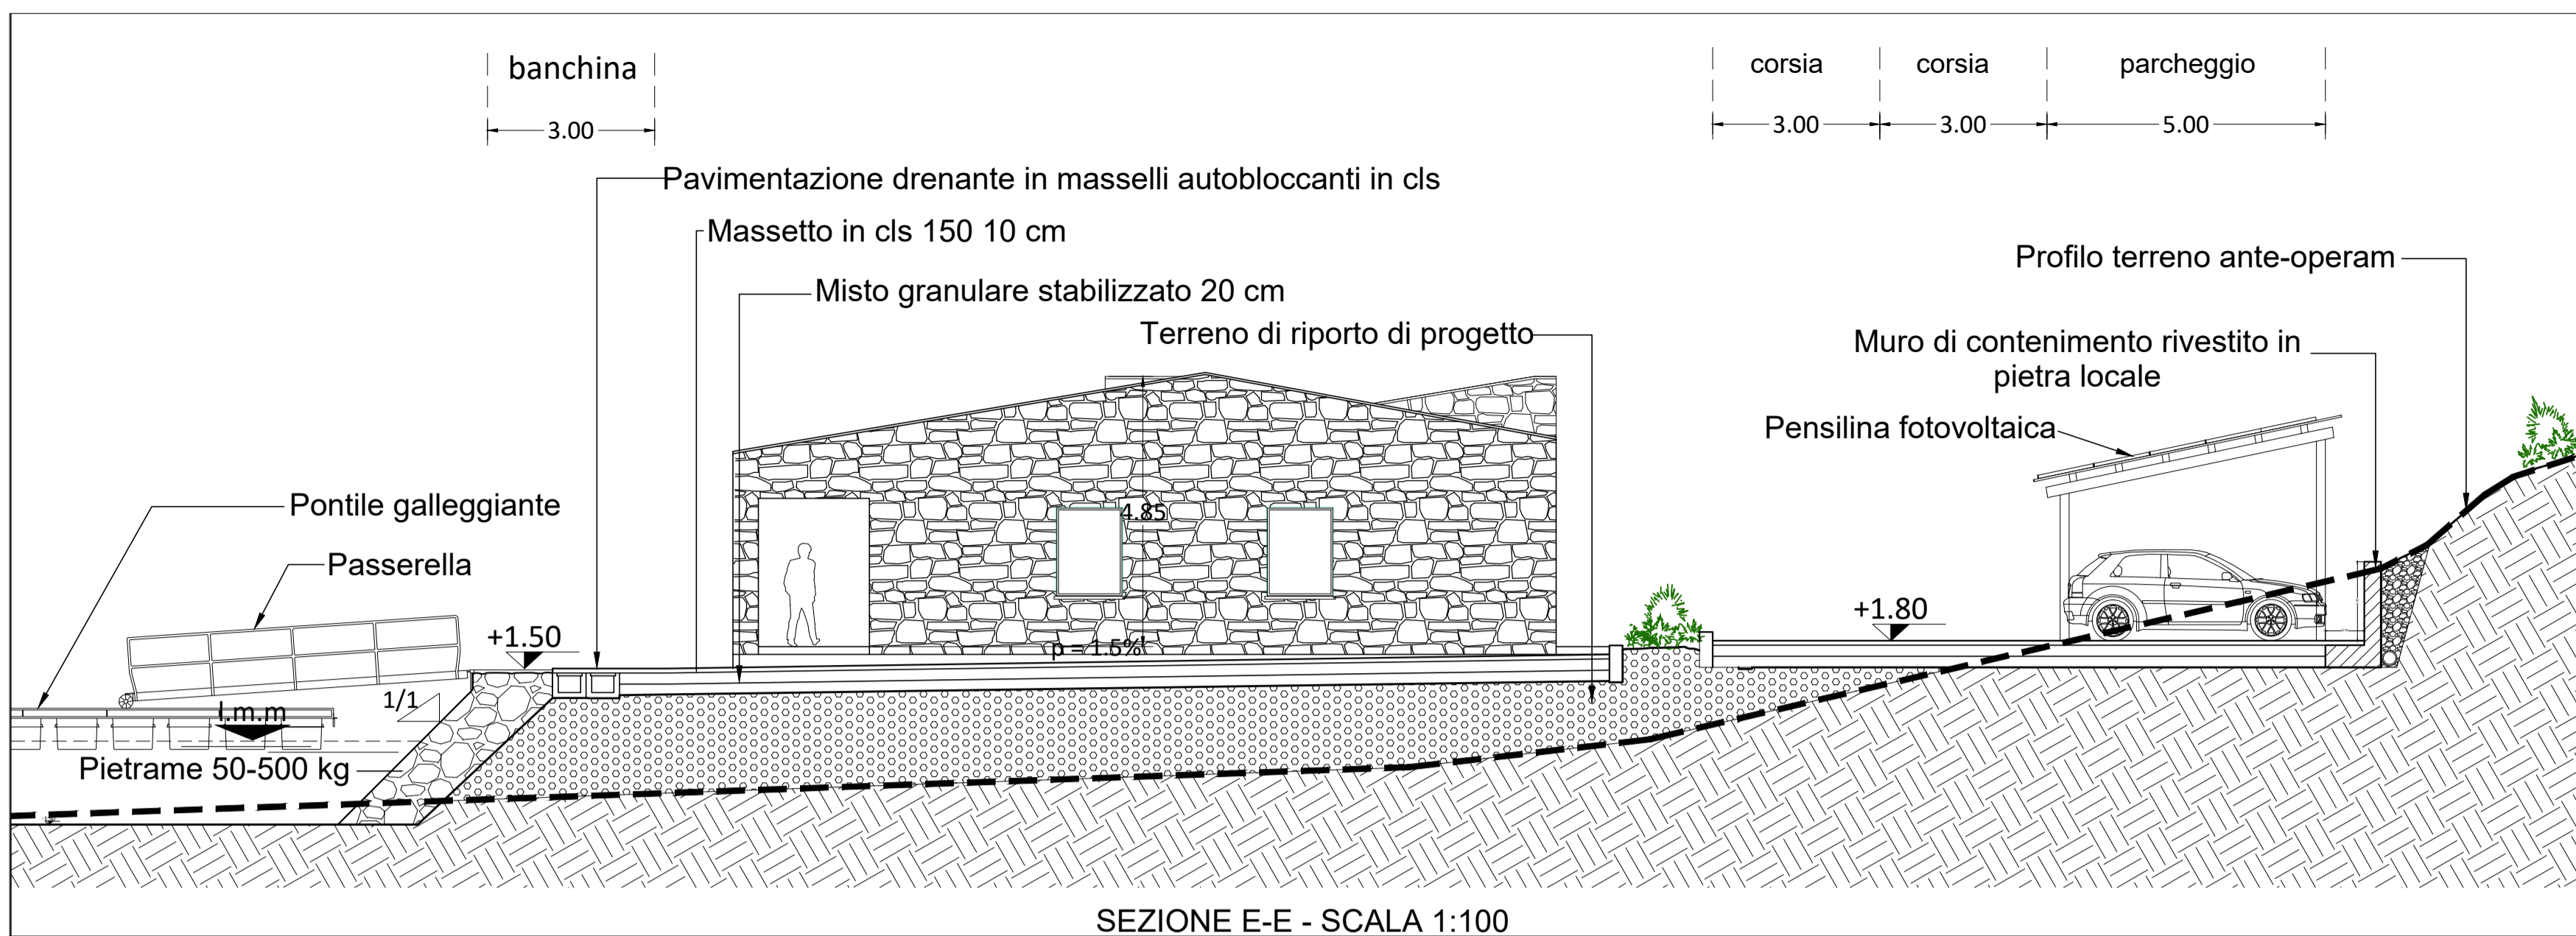 banchina
corsia
corsia
parcheggio
3.00
3.00
3.00
5.00
Pavimentazione drenante in masselli autobloccanti in cls
Massetto in cls 150 10 cm
Profilo terreno ante-operam
Misto granulare stabilizzato 20 cm
Terreno di riporto di progetto
Muro di contenimento rivestito in
pietra locale
Pensilina fotovoltaica
Pontile galleggiante
4.85
Passerella
+1.50
+1.80
p = 1.5%
1/1
l.m.m
Pietrame 50-500 kg
SEZIONE E-E - SCALA 1:100